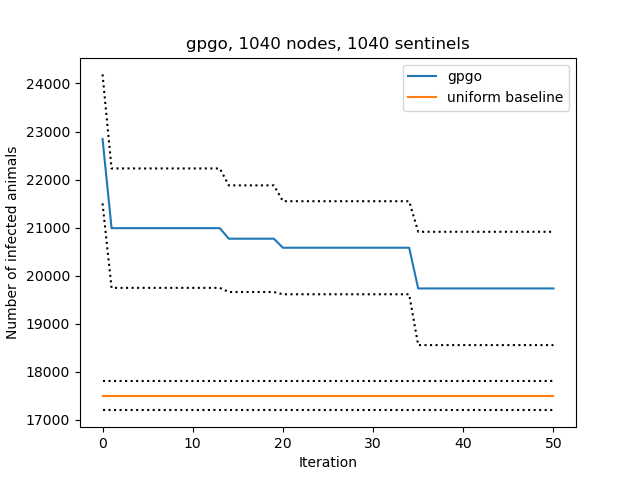 gpgo, 1040 nodes, 1040 sentinels
gpgo
uniform baseline
Number of infected animals
24000
23000
22000
21000
20000
19000
18000
17000
0 10 20 30 40 50
Iteration